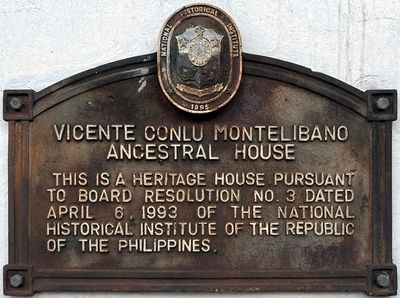 NATIONAL HISTORICAL INSTITUTE
1995
VICENTE CONLU MONTELIBANO
ANCESTRAL HOUSE
THIS IS A HERITAGE HOUSE PURSUANT
TO BOARD RESOLUTION NO. 3 DATED
APRIL 6, 1993 OF THE NATIONAL
HISTORICAL INSTITUTE OF THE REPUBLIC
OF THE PHILIPPINES.